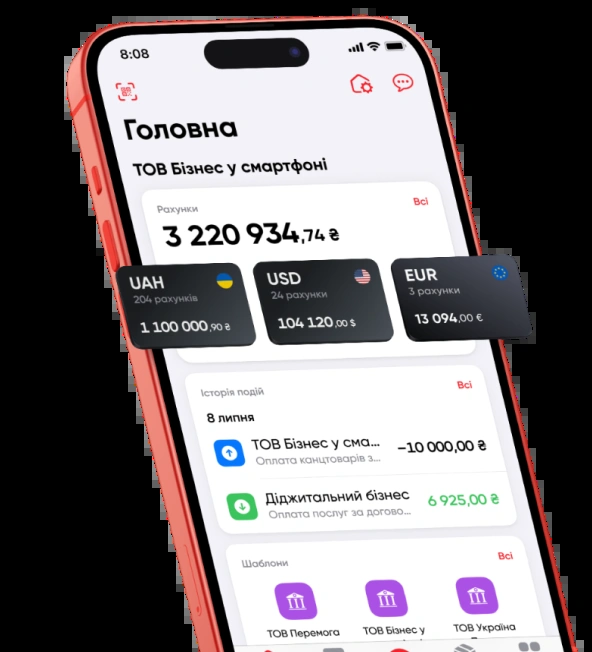 8:08
Головна
ТОВ Бізнес у смартфоні
Рахунки
Всі
3 220 934,74 ₴
UAH
204 рахунків
1 100 000,90 ₴
USD
24 рахунки
104 120,00 $
EUR
3 рахунки
13 094,00 €
Історія подій
Всі
8 липня
ТОВ Бізнес у сма...
−10 000,00 ₴
Оплата канцтоварів з...
Діджитальний бізнес
6 925,00 ₴
Оплата послуг за догово...
Шаблони
Всі
ТОВ Перемога
ТОВ Бізнес у
ТОВ Україна